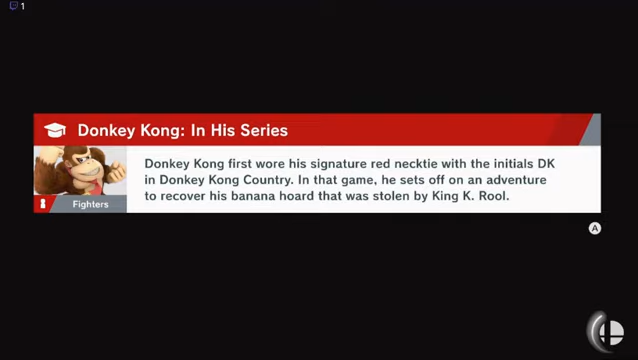 1
Donkey Kong: In His Series
Donkey Kong first wore his signature red necktie with the initials DK
in Donkey Kong Country. In that game, he sets off on an adventure
to recover his banana hoard that was stolen by King K. Rool.
Fighters
A